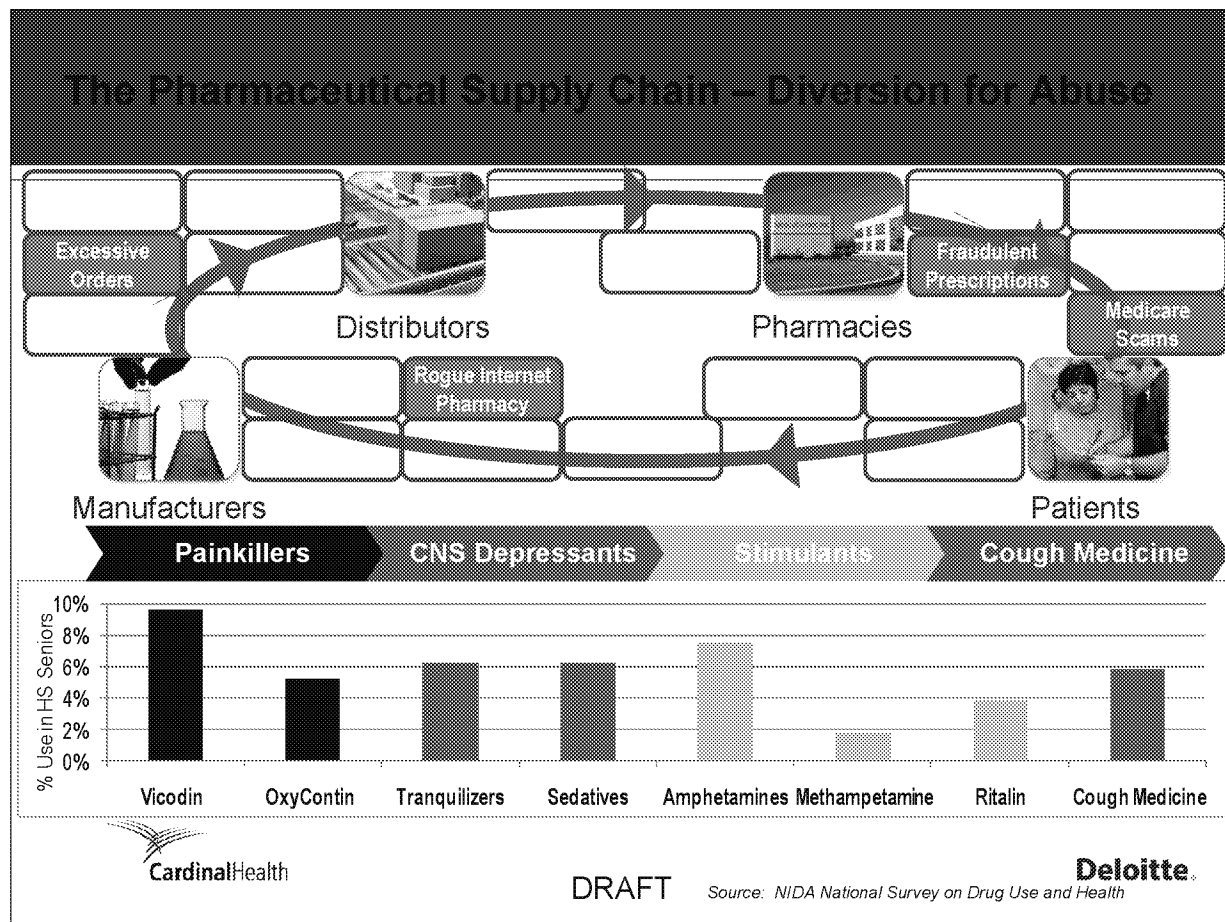 The Pharmaceutical Supply Chain – Diversion for Abuse
Excessive
Orders
Fraudulent
Prescriptions
Medicare
Scams
Distributors
Pharmacies
Rogue Internet
Pharmacy
Manufacturers
Patients
Painkillers
CNS Depressants
Stimulants
Cough Medicine
% Use in HS Seniors
10%
8%
6%
4%
2%
0%
Vicodin
OxyContin
Tranquilizers
Sedatives
Amphetamines
Methampetamine
Ritalin
Cough Medicine
CardinalHealth
DRAFT
Source: NIDA National Survey on Drug Use and Health
Deloitte.